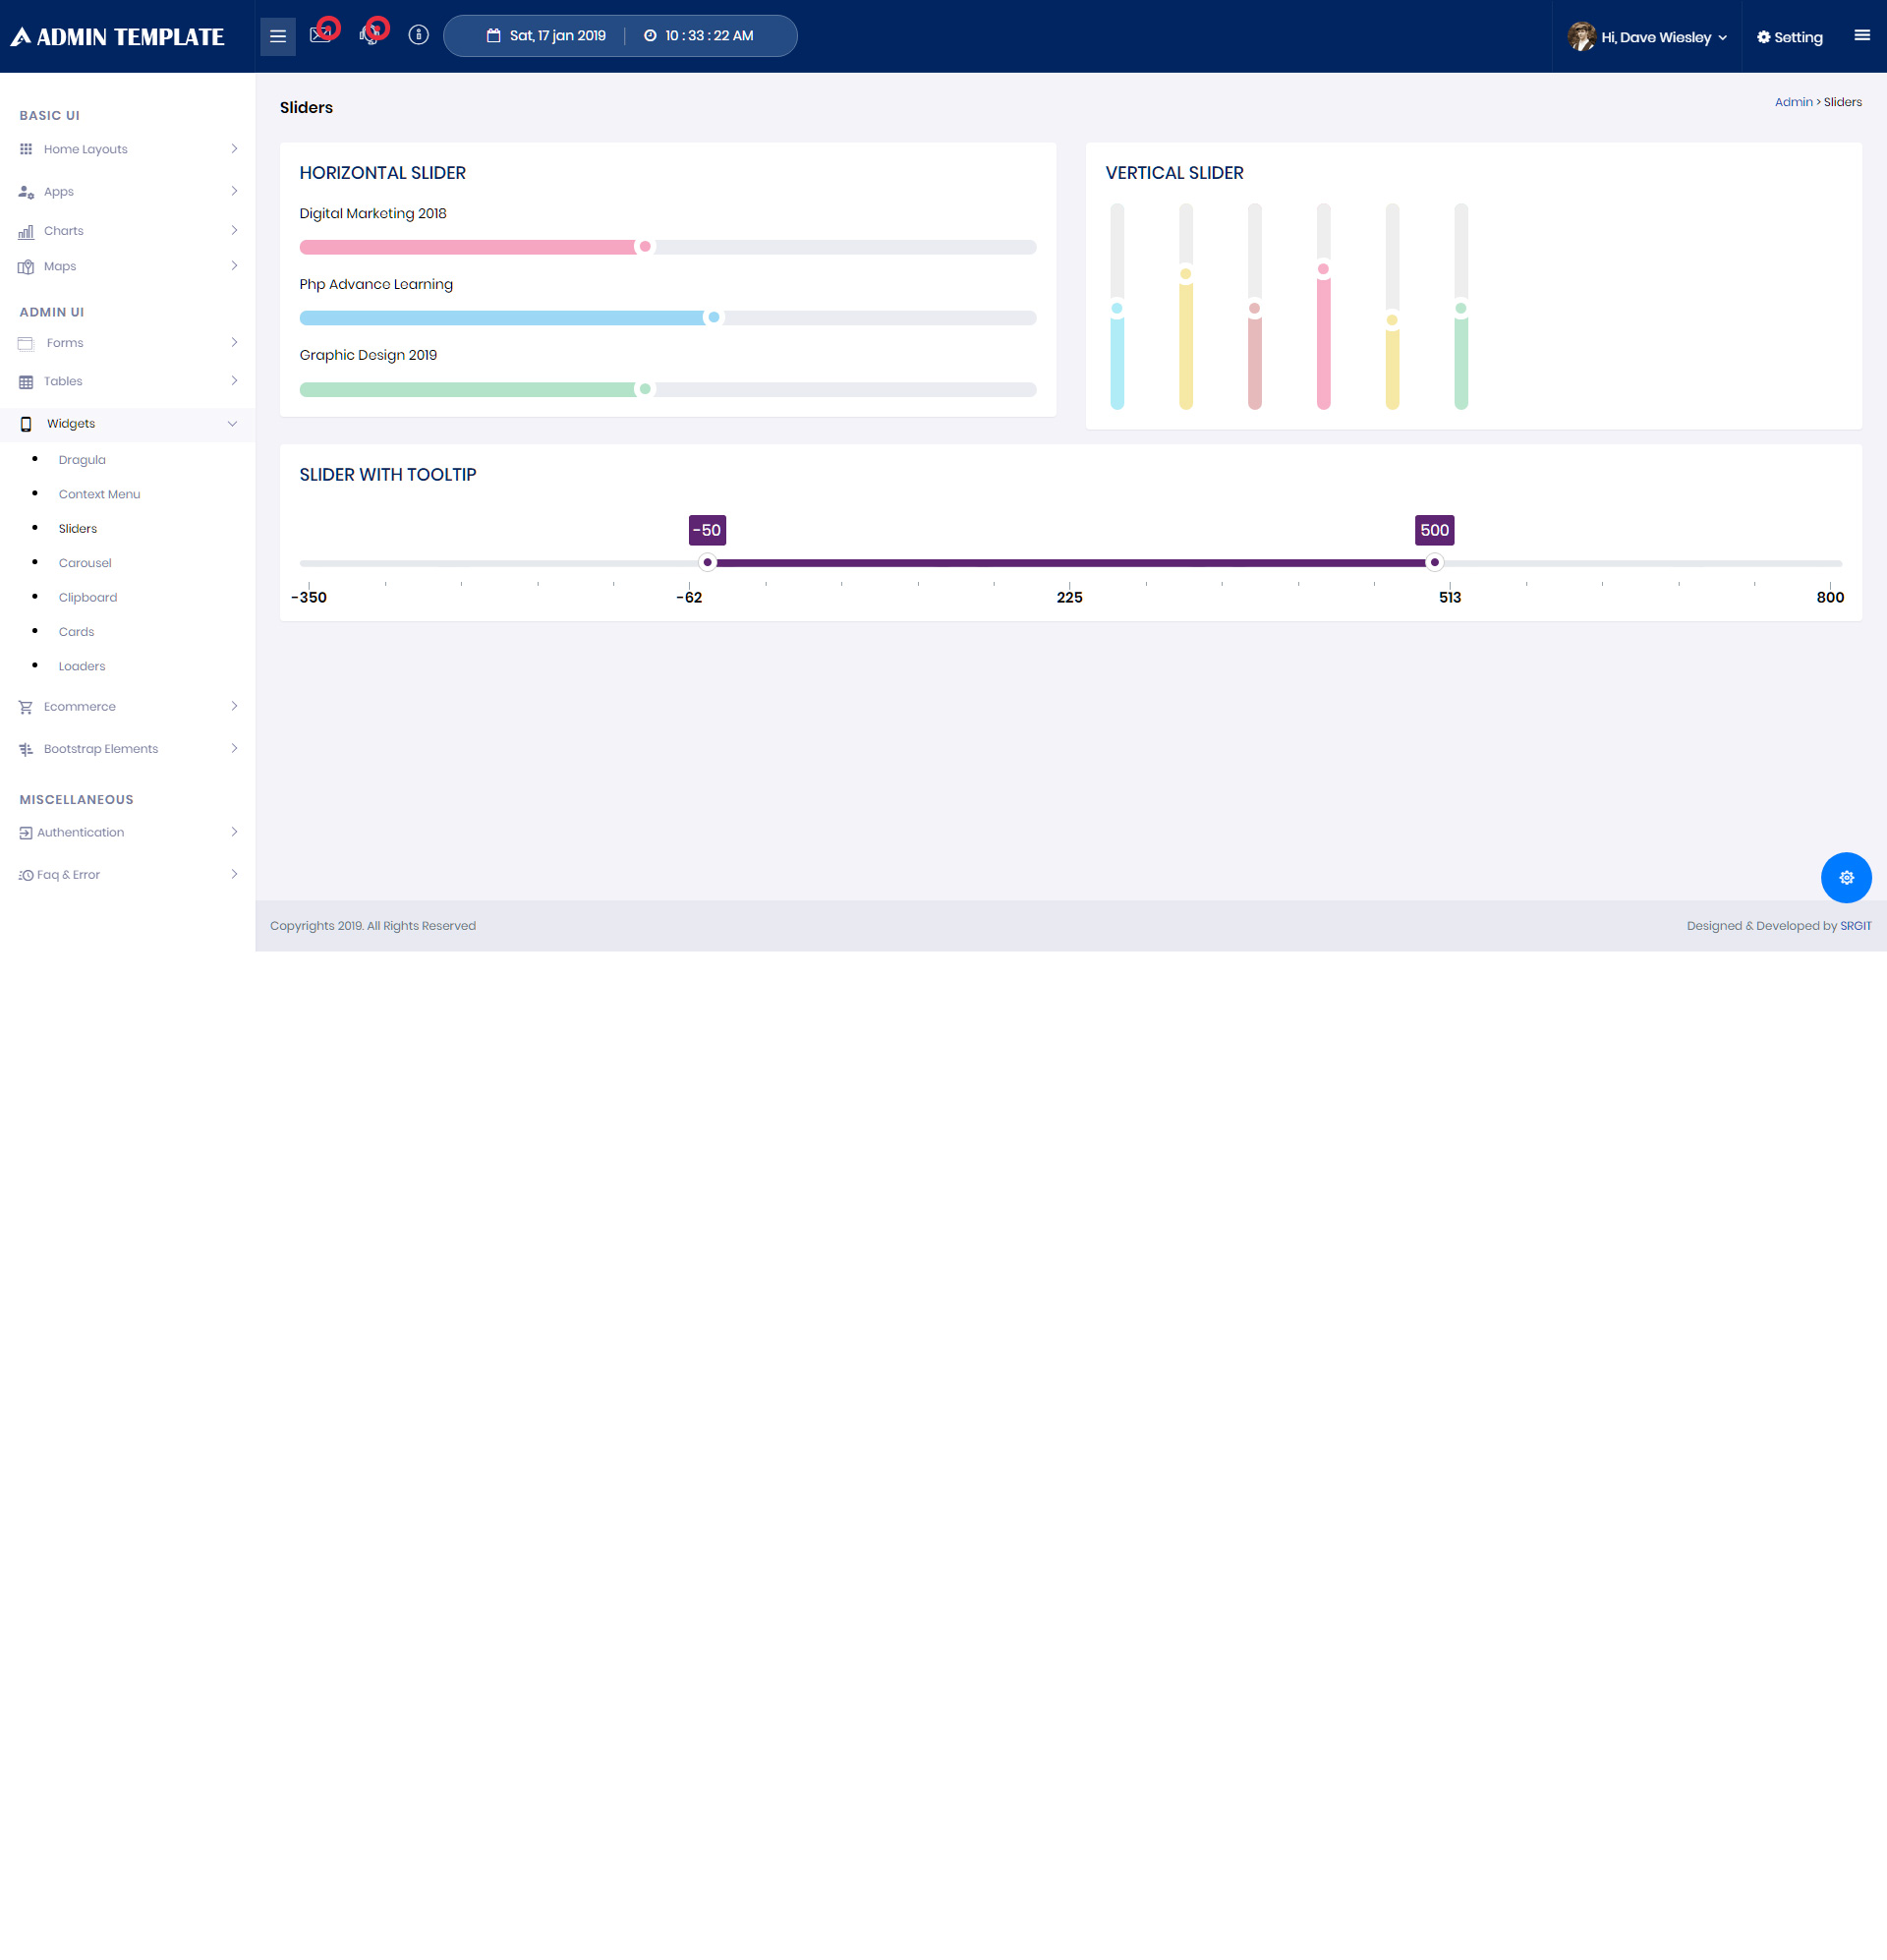 ADMIN TEMPLATE
Sat, 17 jan 2019
10 : 33 : 22 AM
Hi, Dave Wiesley
Setting
BASIC UI
Home Layouts
Apps
Charts
Maps
ADMIN UI
Forms
Tables
Widgets
Dragula
Context Menu
Sliders
Carousel
Clipboard
Cards
Loaders
Ecommerce
Bootstrap Elements
MISCELLANEOUS
Authentication
Faq & Error
Sliders
Admin > Sliders
HORIZONTAL SLIDER
Digital Marketing 2018
Php Advance Learning
Graphic Design 2019
VERTICAL SLIDER
SLIDER WITH TOOLTIP
-50 500
-350 -62 225 513 800
Copyrights 2019. All Rights Reserved
Designed & Developed by SRGIT